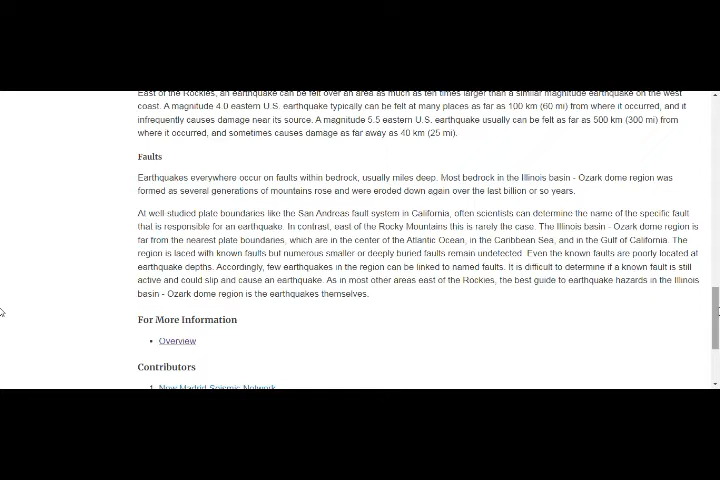 East of the Rockies, an earthquake can be felt over an area as much as ten times larger than a similar magnitude earthquake on the west
coast. A magnitude 4.0 eastern U.S. earthquake typically can be felt at many places as far as 100 km (60 mi) from where it occurred, and it
infrequently causes damage near its source. A magnitude 5.5 eastern U.S. earthquake usually can be felt as far as 500 km (300 mi) from
where it occurred, and sometimes causes damage as far away as 40 km (25 mi).
Faults
Earthquakes everywhere occur on faults within bedrock, usually miles deep. Most bedrock in the Illinois basin - Ozark dome region was
formed as several generations of mountains rose and were eroded down again over the last billion or so years.
At well-studied plate boundaries like the San Andreas fault system in California, often scientists can determine the name of the specific fault
that is responsible for an earthquake. In contrast, east of the Rocky Mountains this is rarely the case. The Illinois basin - Ozark dome region is
far from the nearest plate boundaries, which are in the center of the Atlantic Ocean, in the Caribbean Sea, and in the Gulf of California. The
region is laced with known faults but numerous smaller or deeply buried faults remain undetected. Even the known faults are poorly located at
earthquake depths. Accordingly, few earthquakes in the region can be linked to named faults. It is difficult to determine if a known fault is still
active and could slip and cause an earthquake. As in most other areas east of the Rockies, the best guide to earthquake hazards in the Illinois
basin - Ozark dome region is the earthquakes themselves.
For More Information
• Overview
Contributors
1. New Madrid Seismic Network